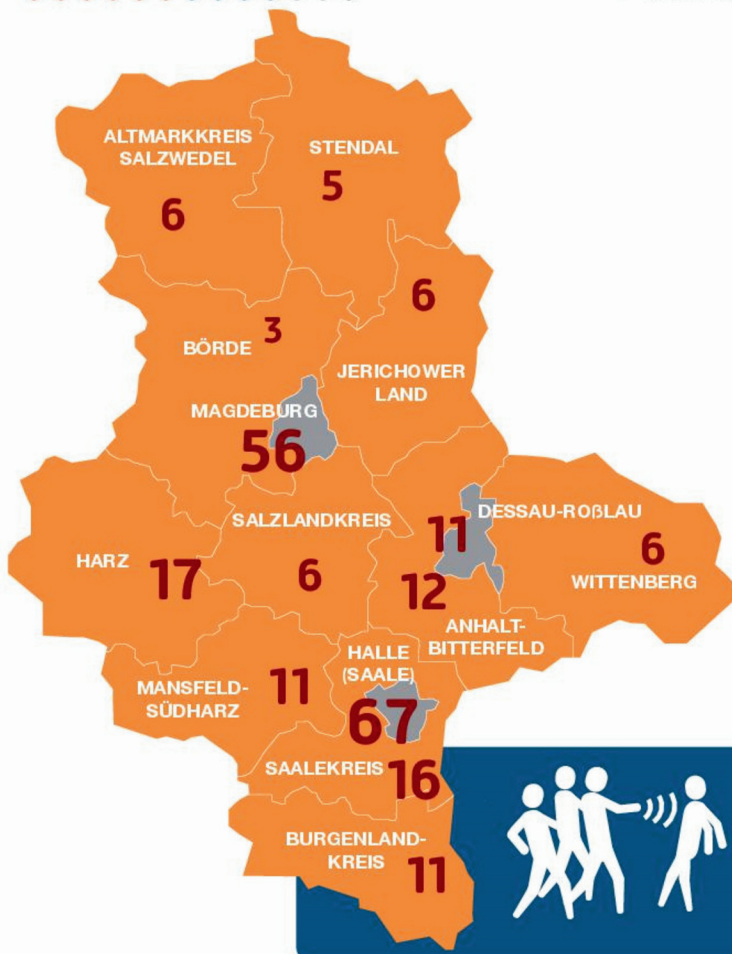 ALTMARKKREIS
SALZWEDEL
6
STENDAL
5
6
JERICHOWER
LAND
3
BÖRDE
MAGDEBURG
56
SALZLANDKREIS
6
HARZ
17
11
DESSAU-ROßLAU
12
ANHALT-
BITTERFELD
6
WITTENBERG
MANSFELD-
SÜDHARZ
11
HALLE
(SAALE)
67
SAALEKREIS 16
BURGENLAND-
KREIS
11